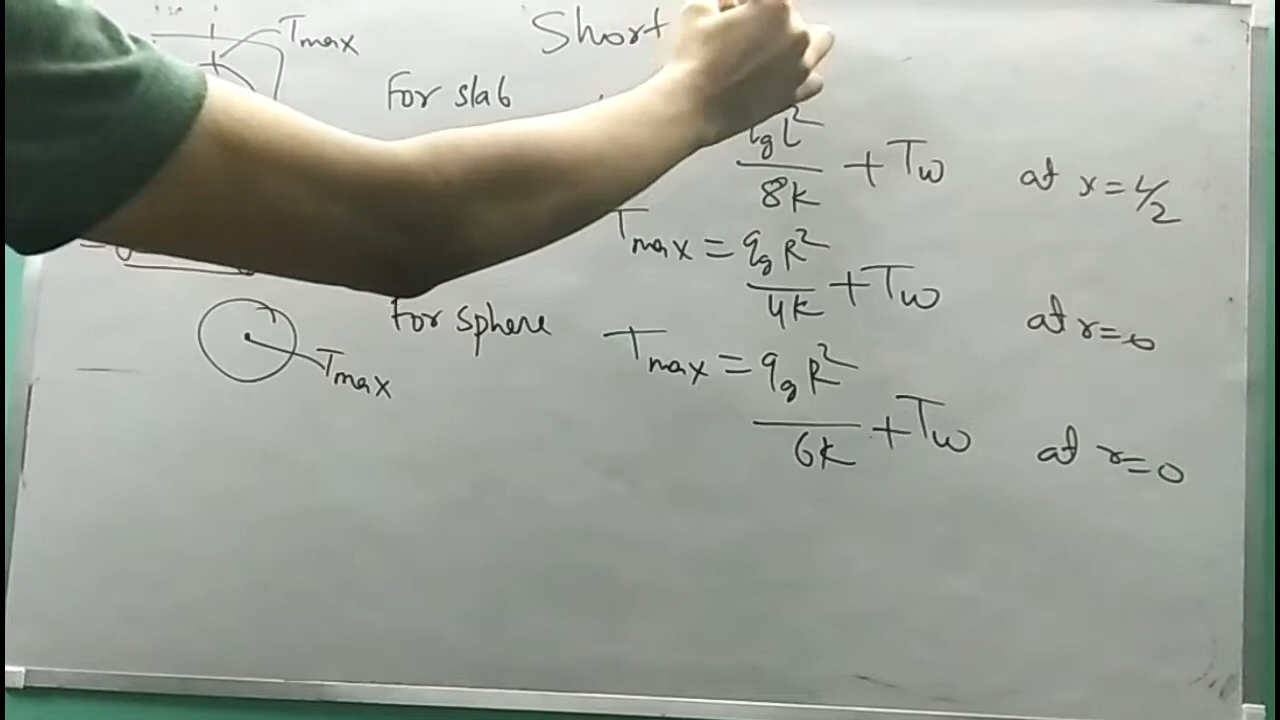 Short
Tmax
For slab
qgL²/8k + Tw at x = L/2
Tmax = qgR²/4k + Tw at r=0
For sphere
Tmax = qgR²/6k + Tw at r=0
Tmax